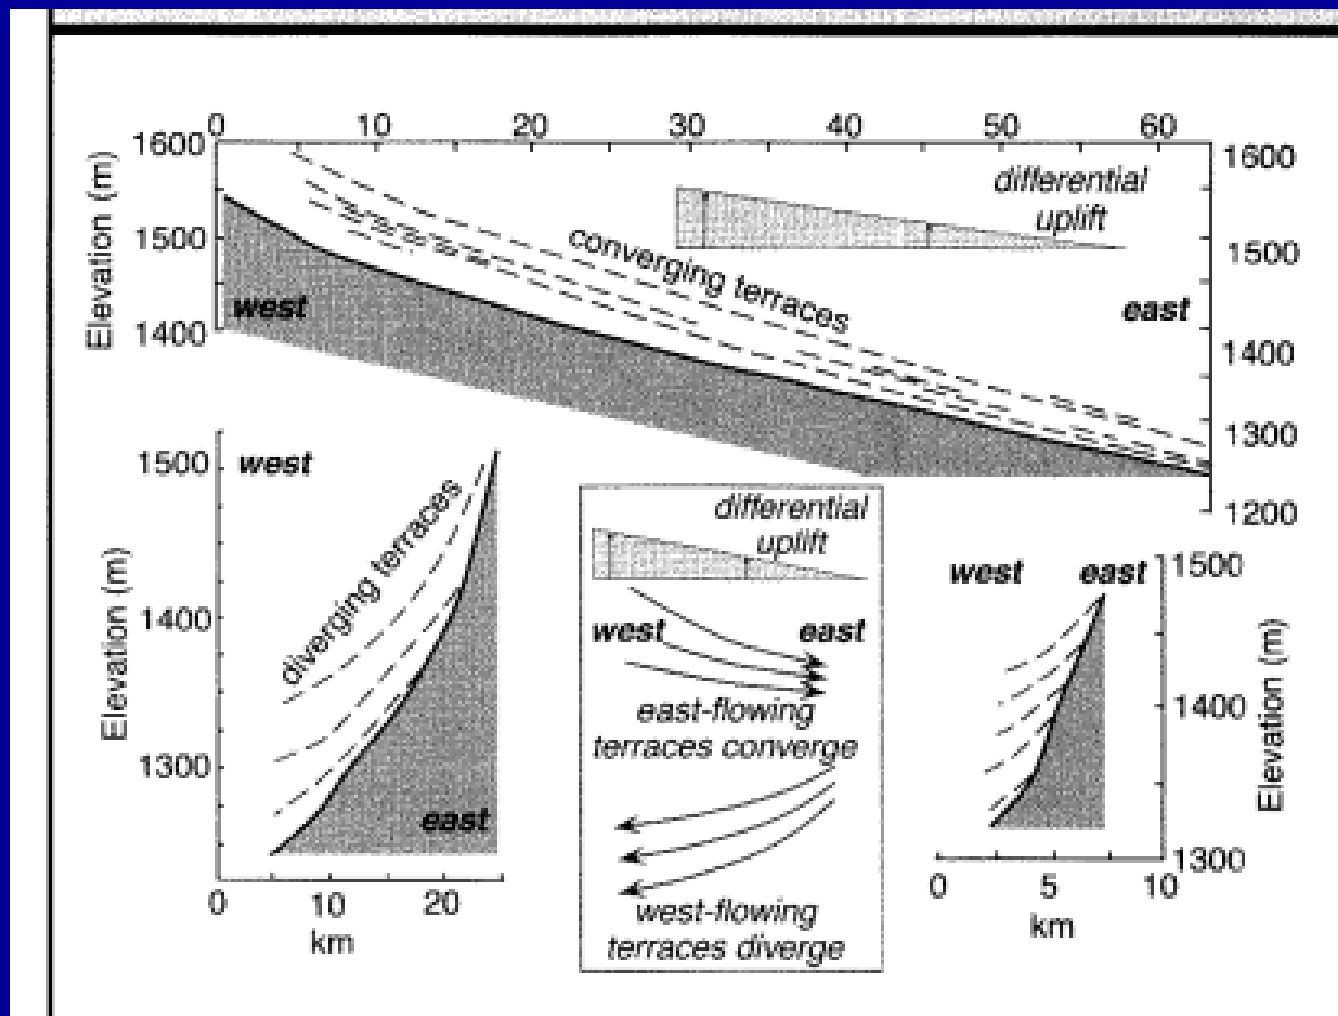 0 10 20 30 40 50 60
1600
1500
1400
Elevation (m)
1600
1500
1400
1300
1200
differential
uplift
converging terraces
west
east
1500
1400
1300
Elevation (m)
west
diverging terraces
east
0 10 20
km
differential
uplift
west east
east-flowing
terraces converge
west-flowing
terraces diverge
west east
1500
1400
1300
Elevation (m)
0 5 10
km